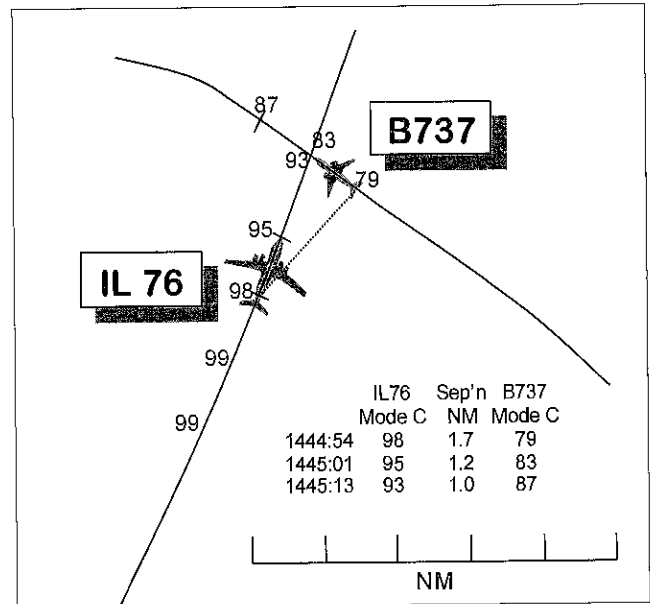 87
B737
83
93
79
95
IL 76
98
99
99
IL76 Sep'n B737
Mode C NM Mode C
1444:54 98 1.7 79
1445:01 95 1.2 83
1445:13 93 1.0 87
NM